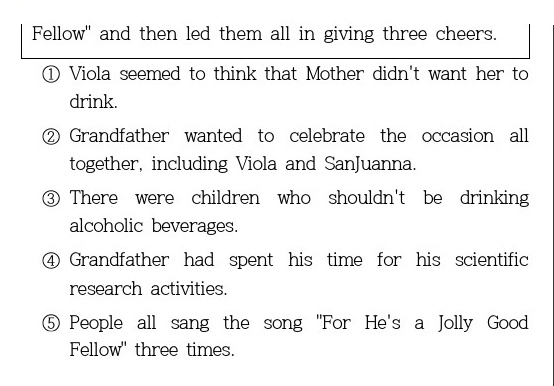 Fellow" and then led them all in giving three cheers.
① Viola seemed to think that Mother didn't want her to
drink.
② Grandfather wanted to celebrate the occasion all
together, including Viola and SanJuanna.
③ There were children who shouldn't be drinking
alcoholic beverages.
④ Grandfather had spent his time for his scientific
research activities.
⑤ People all sang the song "For He's a Jolly Good
Fellow" three times.